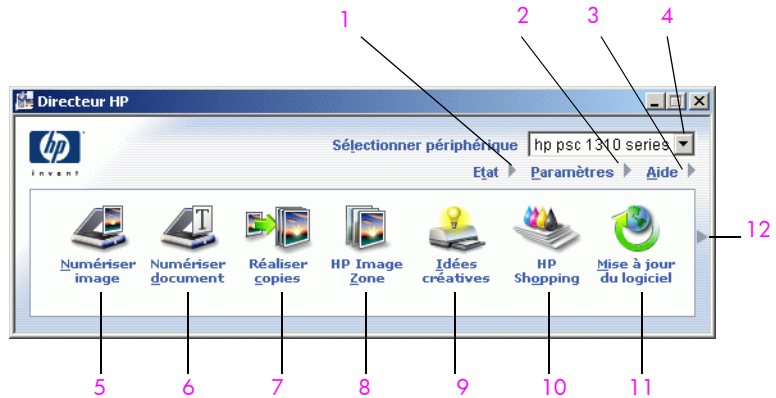 1 2 3 4
Directeur HP
hp
invent
Sélectionner périphérique hp psc 1310 series
Etat Paramètres Aide
12
Numériser image
Numériser document
Réaliser copies
HP Image Zone
Idées créatives
HP Shopping
Mise à jour du logiciel
5 6 7 8 9 10 11